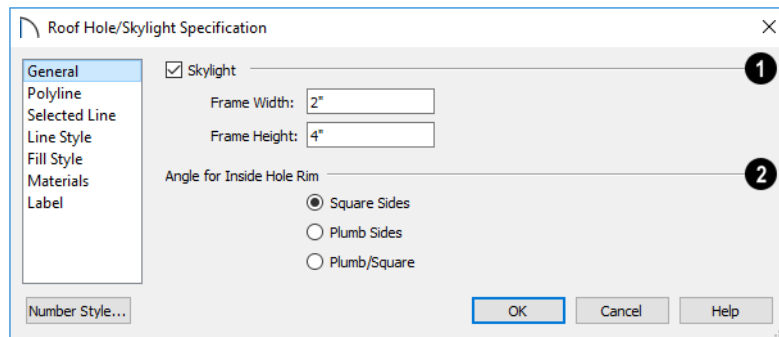 Roof Hole/Skylight Specification
General
Polyline
Selected Line
Line Style
Fill Style
Materials
Label
Skylight
1
Frame Width: 2"
Frame Height: 4"
Angle for Inside Hole Rim
2
Square Sides
Plumb Sides
Plumb/Square
Number Style...
OK
Cancel
Help